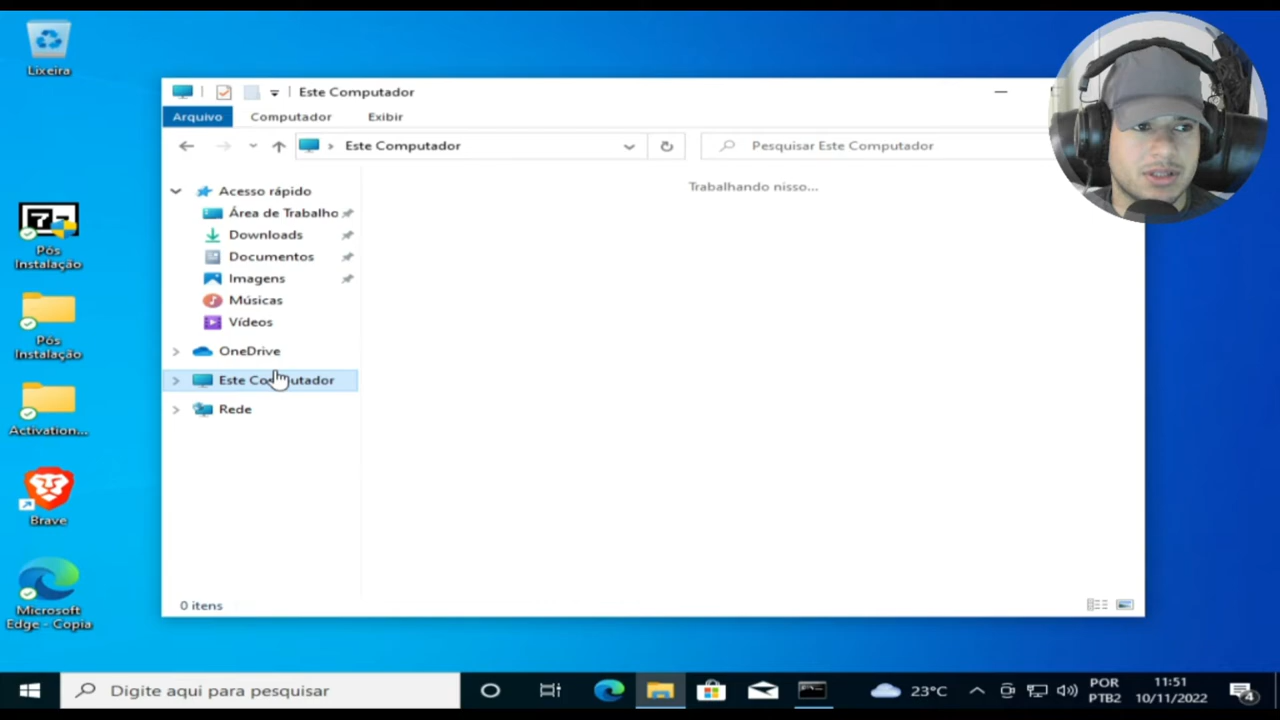 Lixeira
Pós
Instalação
Pós
Instalação
Activation...
Brave
Microsoft
Edge - Copia
Este Computador
Arquivo
Computador
Exibir
Este Computador
Pesquisar Este Computador
Acesso rápido
Área de Trabalho
Downloads
Documentos
Imagens
Músicas
Vídeos
OneDrive
Este Computador
Rede
Trabalhando nisso...
0 itens
Digite aqui para pesquisar
23°C
POR
PTB2
11:51
10/11/2022
4